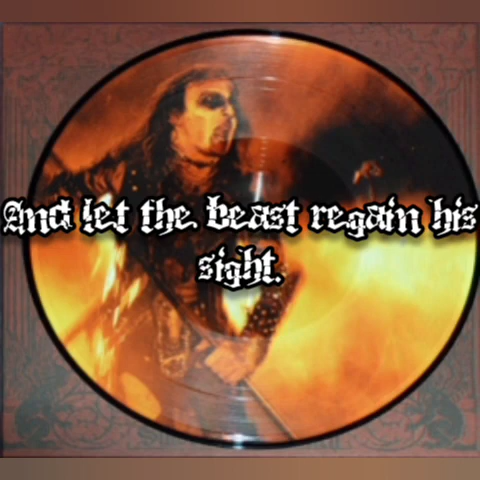 And let the beast regain his
sight.